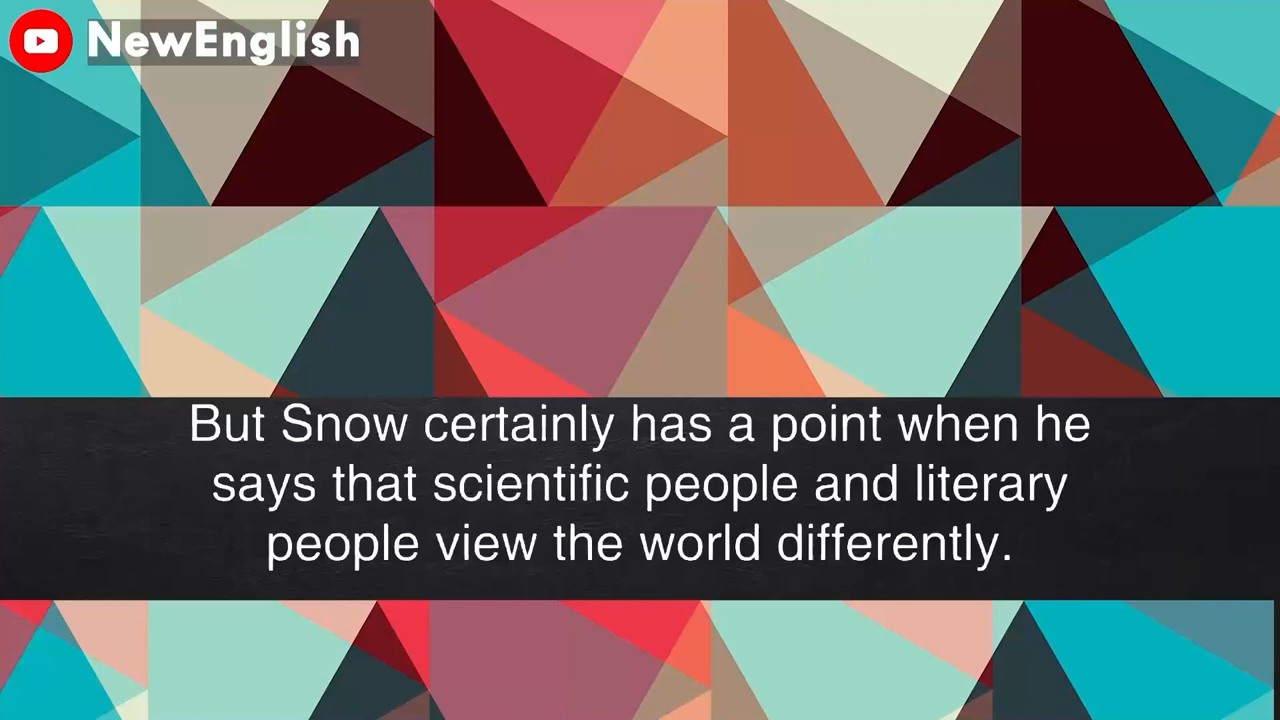 NewEnglish
But Snow certainly has a point when he
says that scientific people and literary
people view the world differently.